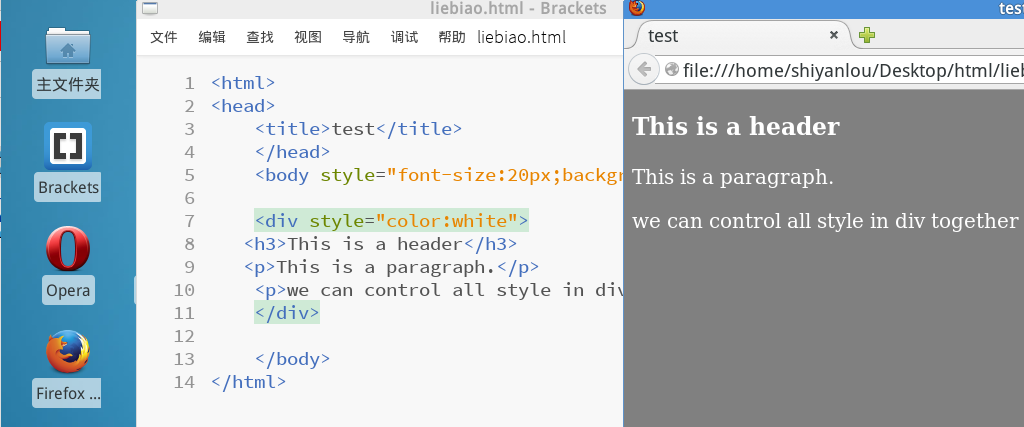 主文件夹
Brackets
Opera
Firefox ...
liebiao.html - Brackets
文件 编辑 查找 视图 导航 调试 帮助 liebiao.html
1 <html>
2 <head>
3 <title>test</title>
4 </head>
5 <body style="font-size:20px;backgr
6
7 <div style="color:white">
8 <h3>This is a header</h3>
9 <p>This is a paragraph.</p>
10 <p>we can control all style in div
11 </div>
12
13 </body>
14 </html>
test
test ×
file:///home/shiyanlou/Desktop/html/lieb
This is a header
This is a paragraph.
we can control all style in div together